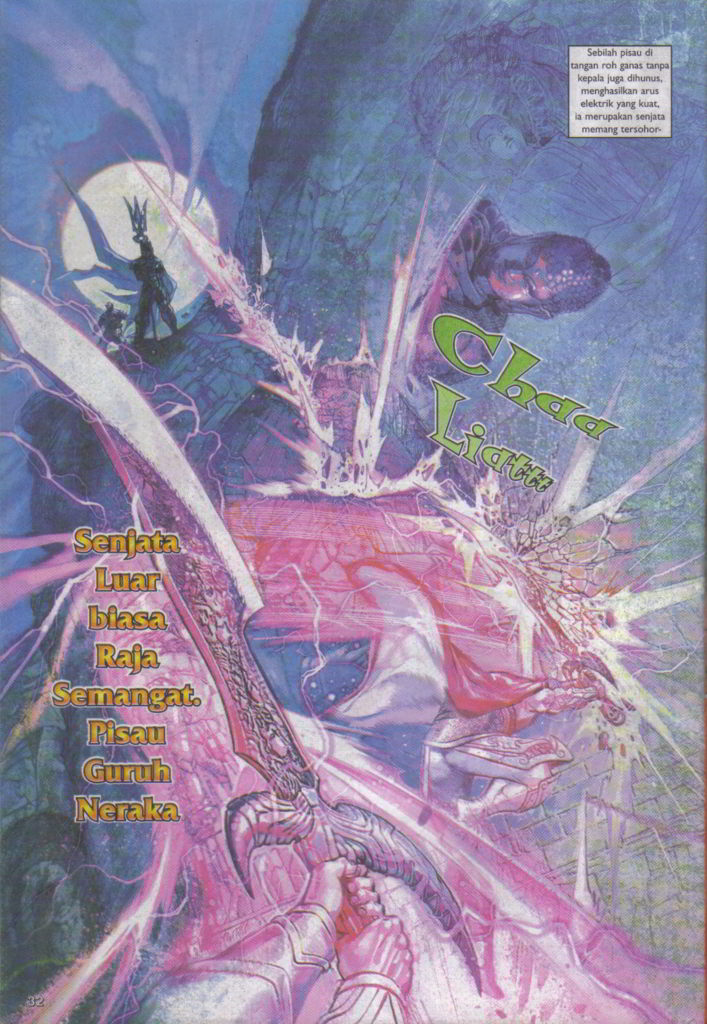 Sebilah pisau di
tangan roh ganas tanpa
kepala juga dihunus,
menghasilkan arus
elektrik yang kuat,
ia merupakan senjata
memang tersohor-
Chaa
Liattt
Senjata
Luar
biasa
Raja
Semangat.
Pisau
Guruh
Neraka
32